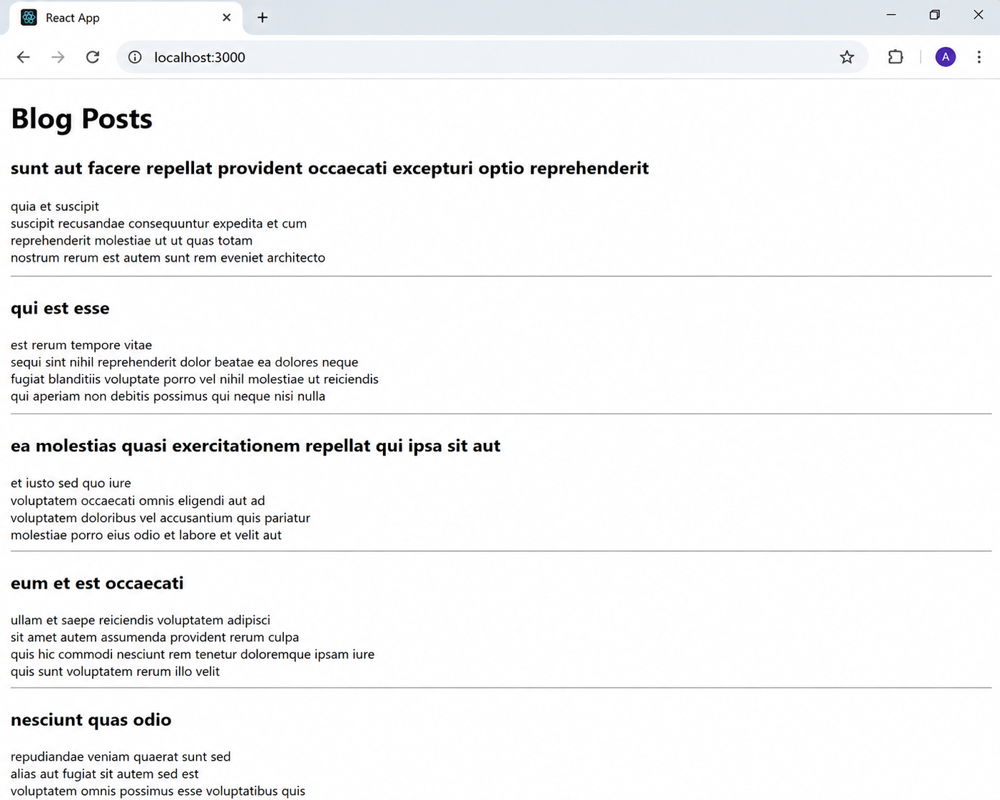 React App
localhost:3000
A
Blog Posts
sunt aut facere repellat provident occaecati excepturi optio reprehenderit
quia et suscipit
suscipit recusandae consequuntur expedita et cum
reprehenderit molestiae ut ut quas totam
nostrum rerum est autem sunt rem eveniet architecto
qui est esse
est rerum tempore vitae
sequi sint nihil reprehenderit dolor beatae ea dolores neque
fugiat blanditiis voluptate porro vel nihil molestiae ut reiciendis
qui aperiam non debitis possimus qui neque nisi nulla
ea molestias quasi exercitationem repellat qui ipsa sit aut
et iusto sed quo iure
voluptatem occaecati omnis eligendi aut ad
voluptatem doloribus vel accusantium quis pariatur
molestiae porro eius odio et labore et velit aut
eum et est occaecati
ullam et saepe reiciendis voluptatem adipisci
sit amet autem assumenda provident rerum culpa
quis hic commodi nesciunt rem tenetur doloremque ipsam iure
quis sunt voluptatem rerum illo velit
nesciunt quas odio
repudiandae veniam quaerat sunt sed
alias aut fugiat sit autem sed est
voluptatem omnis possimus esse voluptatibus quis